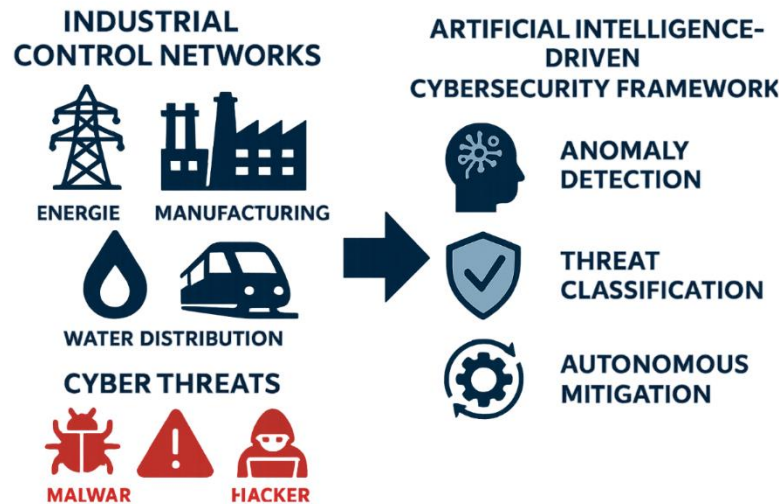 INDUSTRIAL
CONTROL NETWORKS
ENERGIE
MANUFACTURING
WATER DISTRIBUTION
CYBER THREATS
MALWAR
HACKER
ARTIFICIAL INTELLIGENCE-
DRIVEN
CYBERSECURITY FRAMEWORK
ANOMALY
DETECTION
THREAT
CLASSIFICATION
AUTONOMOUS
MITIGATION